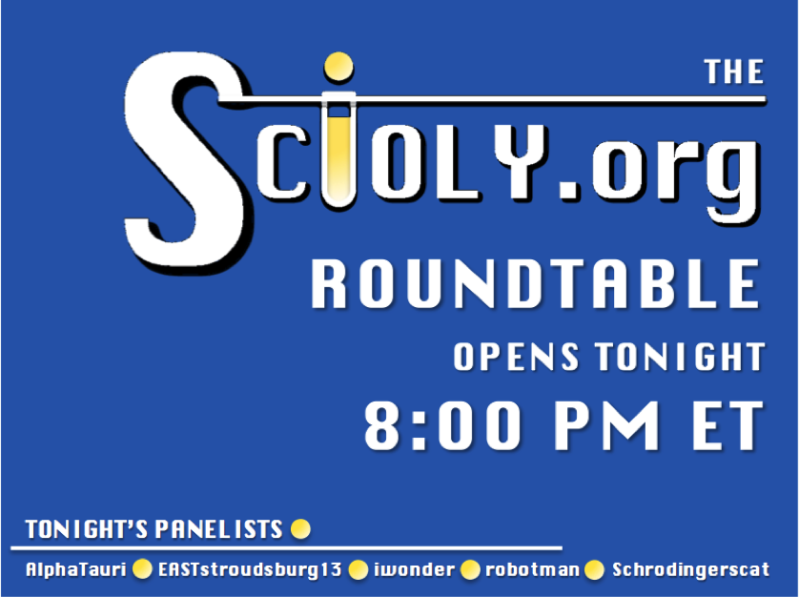 THE
SciOLY.org
ROUNDTABLE
OPENS TONIGHT
8:00 PM ET
TONIGHT'S PANELISTS
AlphaTauri EASTstroudsburg13 iwonder robotman Schrodingerscat